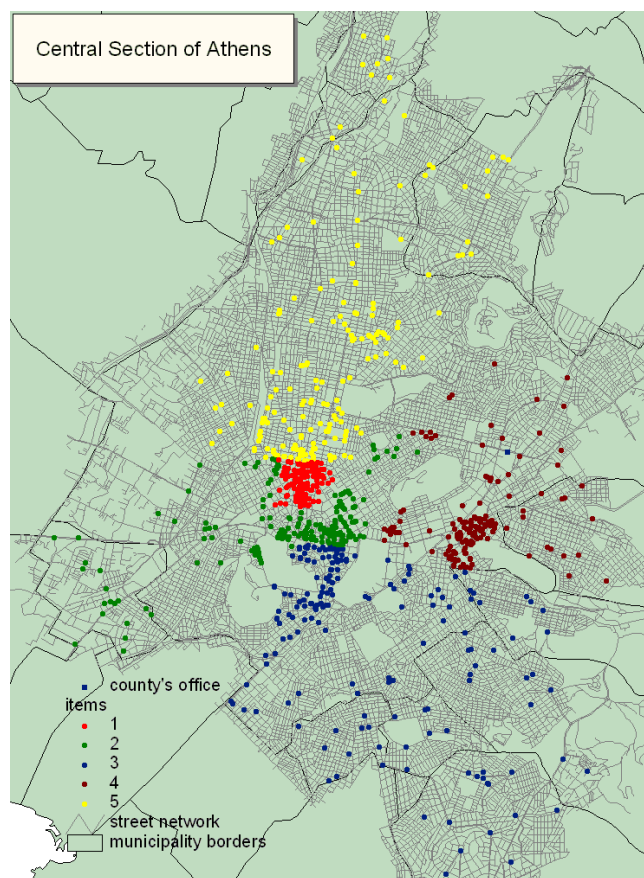 Central Section of Athens
county's office
items
1
2
3
4
5
street network
municipality borders